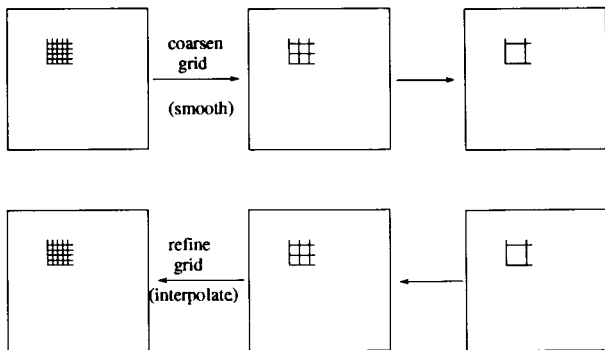 coarsen
grid
(smooth)
refine
grid
(interpolate)